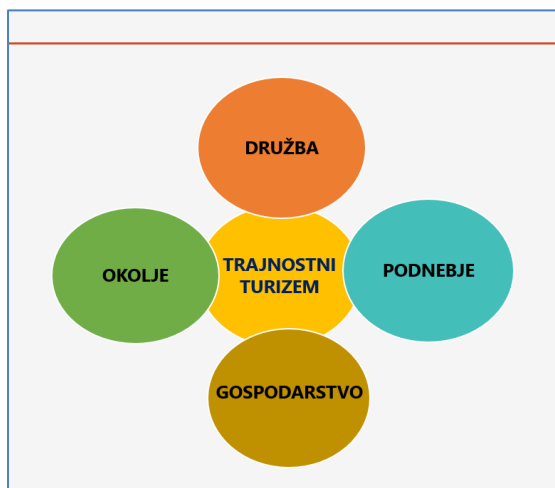 DRUŽBA
OKOLJE
TRAJNOSTNI
TURIZEM
PODNEBJE
GOSPODARSTVO